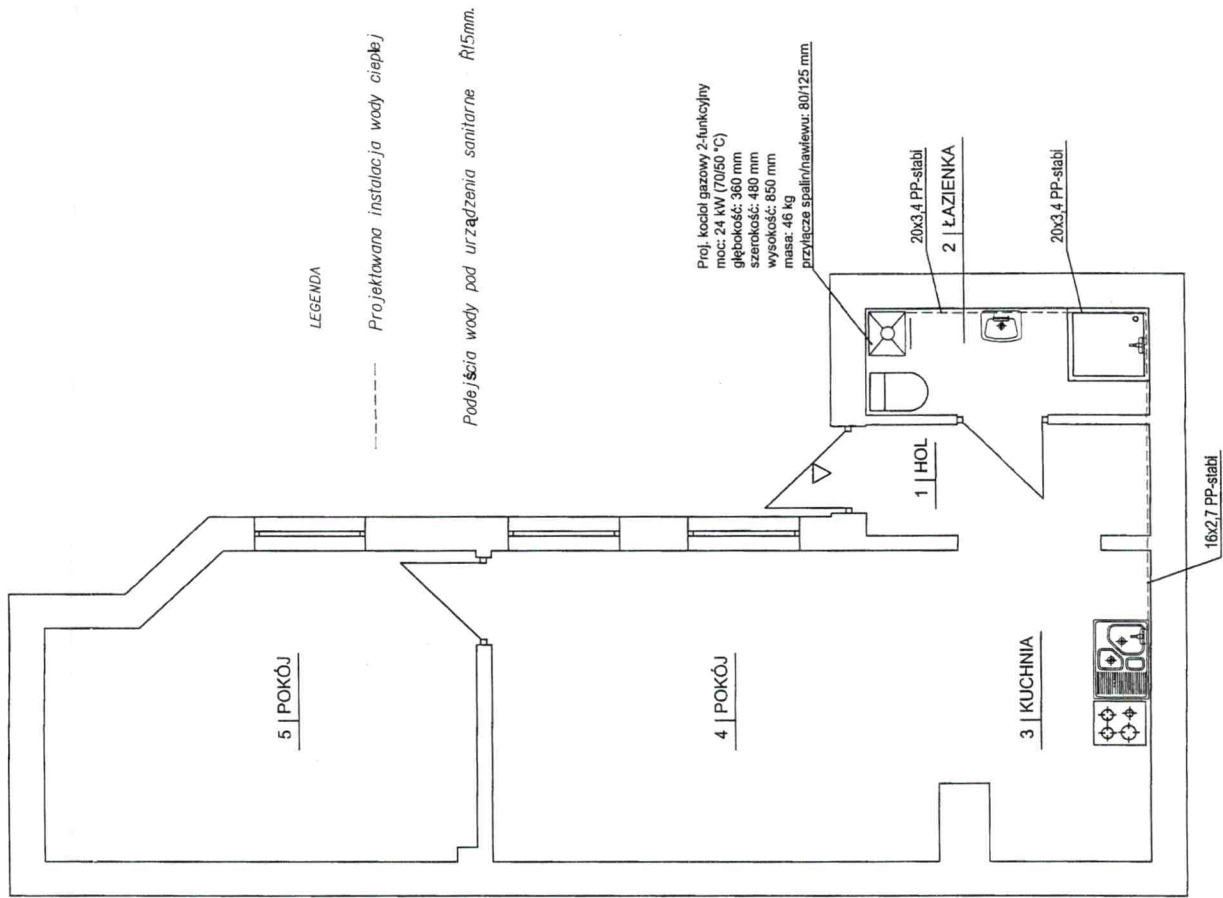 LEGENDA
------ Projektowana instalacja wody ciepłej
Podejścia wody pod urządzenia sanitarne Ř15mm.
Proj. kocioł gazowy 2-funkcyjny
moc: 24 kW (70/50 °C)
głębokość: 360 mm
szerokość: 480 mm
wysokość: 850 mm
masa: 46 kg
przyłącze spalin/nawiewu: 80/125 mm
20x3,4 PP-stabi
2 | ŁAZIENKA
20x3,4 PP-stabi
1 | HOL
16x2,7 PP-stabi
5 | POKÓJ
4 | POKÓJ
3 | KUCHNIA